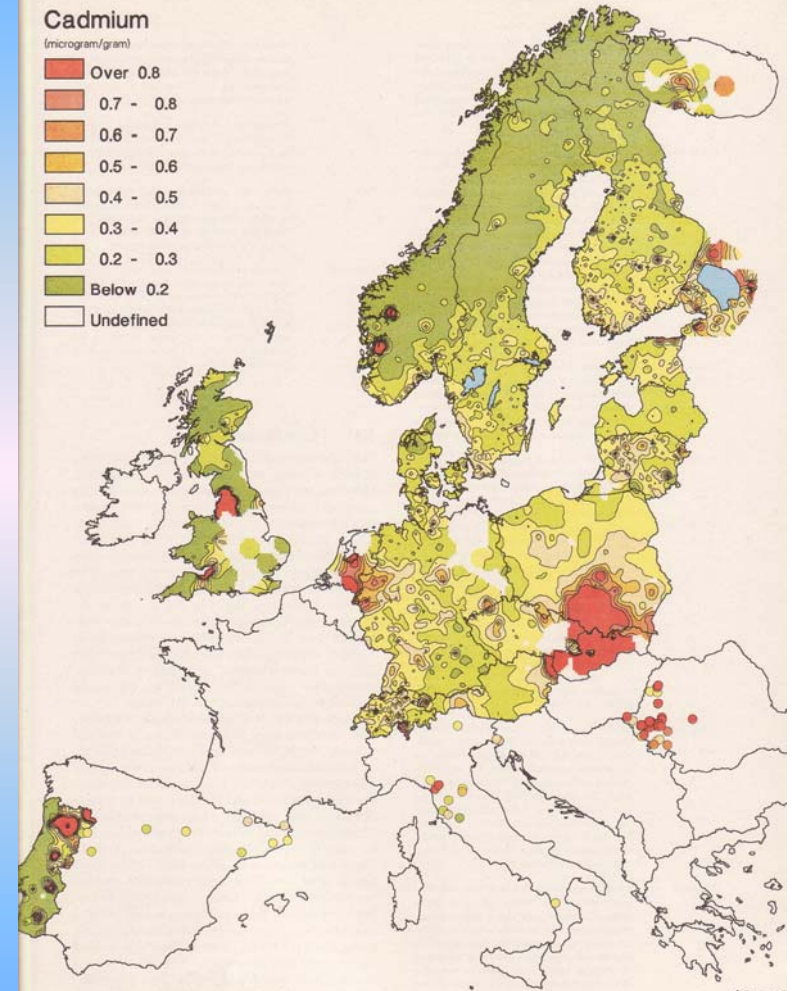 Cadmium
(microgram/gram)
Over 0.8
0.7 - 0.8
0.6 - 0.7
0.5 - 0.6
0.4 - 0.5
0.3 - 0.4
0.2 - 0.3
Below 0.2
Undefined